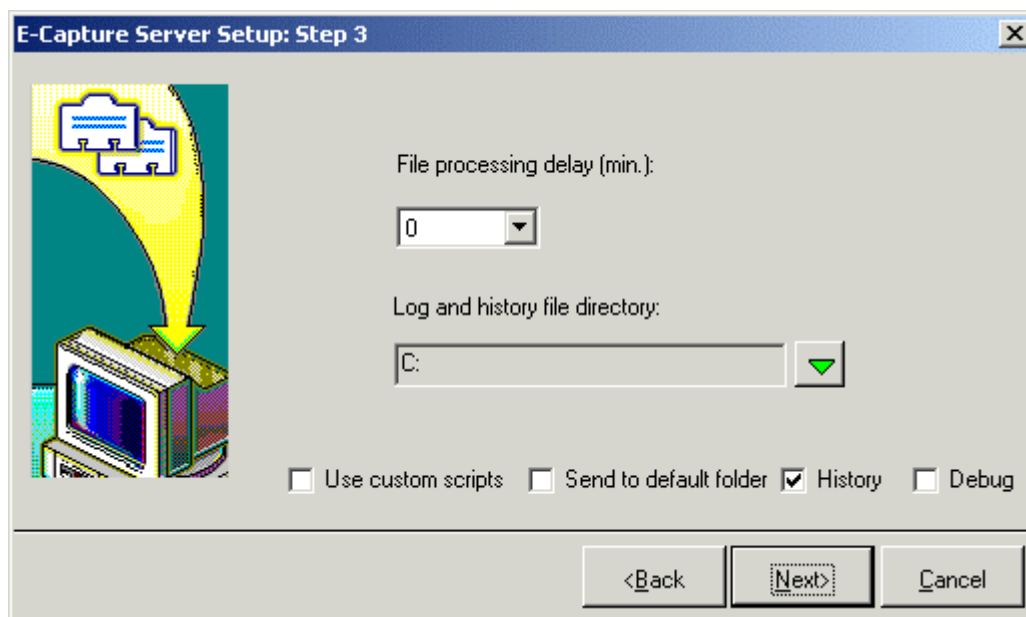 E-Capture Server Setup: Step 3
File processing delay (min.):
0
Log and history file directory:
C:
Use custom scripts Send to default folder History Debug
<Back Next> Cancel